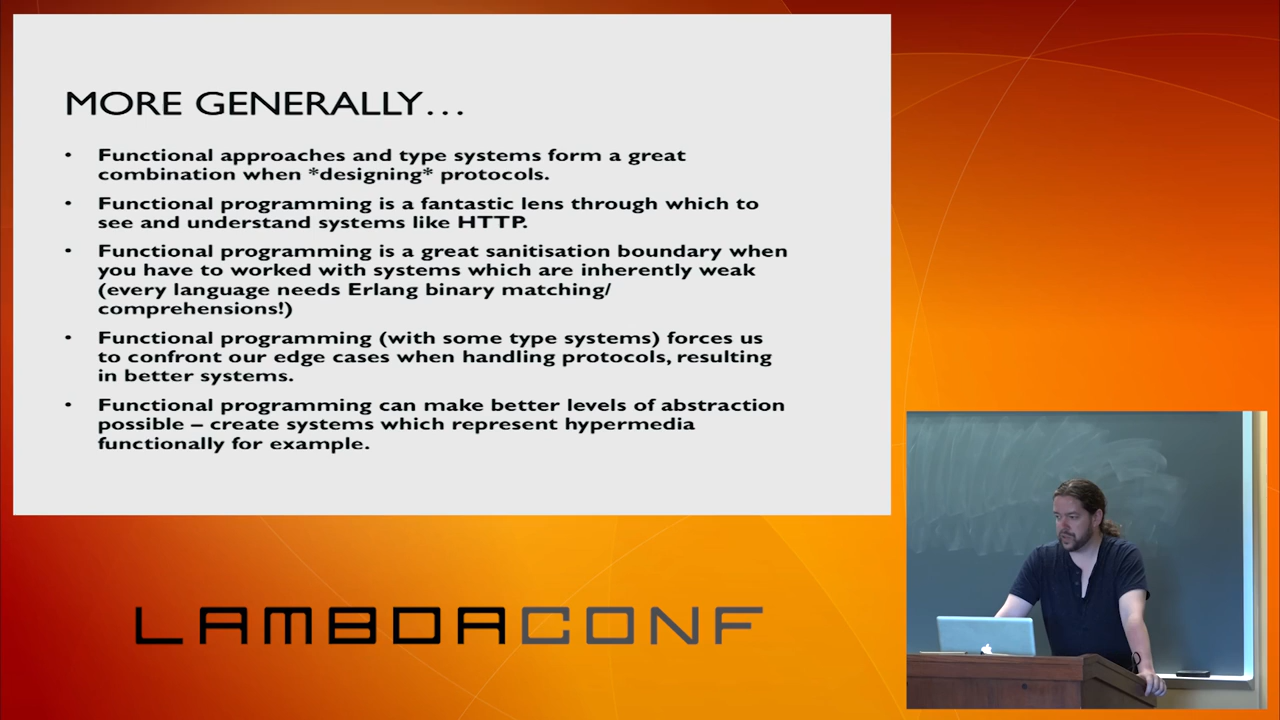 MORE GENERALLY…
• Functional approaches and type systems form a great
combination when *designing* protocols.
• Functional programming is a fantastic lens through which to
see and understand systems like HTTP.
• Functional programming is a great sanitisation boundary when
you have to worked with systems which are inherently weak
(every language needs Erlang binary matching/
comprehensions!)
• Functional programming (with some type systems) forces us
to confront our edge cases when handling protocols, resulting
in better systems.
• Functional programming can make better levels of abstraction
possible – create systems which represent hypermedia
functionally for example.
LAMBDACONF